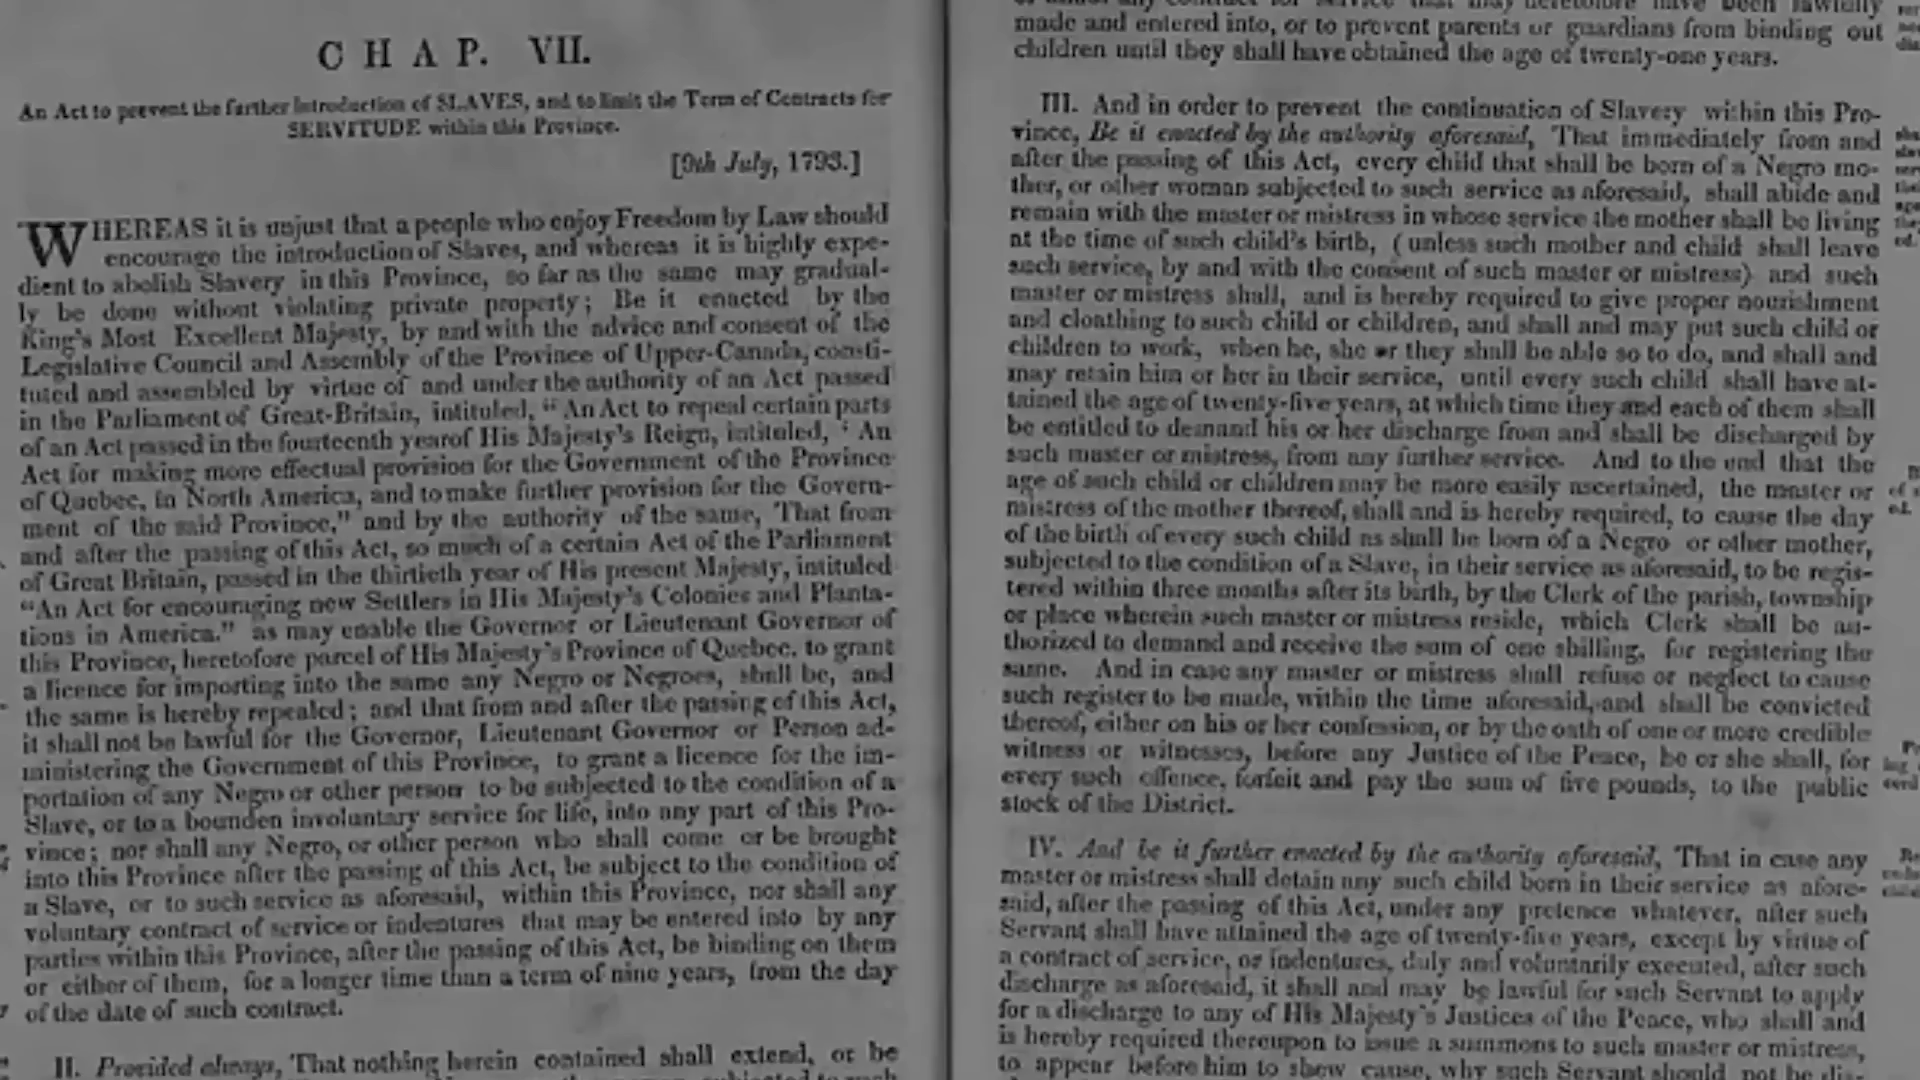 CHAP. VII.
An Act to prevent the farther Introduction of SLAVES, and to limit the Term of Contracts for
SERVITUDE within this Province.
[9th July, 1793.]
WHEREAS it is unjust that a people who enjoy Freedom by Law should
encourage the introduction of Slaves, and whereas it is highly expe-
dient to abolish Slavery in this Province, so far as the same may gradual-
ly be done without violating private property; Be it enacted by the
King's Most Excellent Majesty, by and with the advice and consent of the
Legislative Council and Assembly of the Province of Upper-Canada, consti-
tuted and assembled by virtue of and under the authority of an Act passed
in the Parliament of Great-Britain, intituled, "An Act to repeal certain parts
of an Act passed in the fourteenth year of His Majesty's Reign, intituled, 'An
Act for making more effectual provision for the Government of the Province
of Quebec, in North America, and to make further provision for the Govern-
ment of the said Province," and by the authority of the same, That from
and after the passing of this Act, so much of a certain Act of the Parliament
of Great Britain, passed in the thirtieth year of His present Majesty, intituled
"An Act for encouraging new Settlers in His Majesty's Colonies and Planta-
tions in America." as may enable the Governor or Lieutenant Governor of
this Province, heretofore parcel of His Majesty's Province of Quebec. to grant
a licence for importing into the same any Negro or Negroes, shall be, and
the same is hereby repealed; and that from and after the passing of this Act,
it shall not be lawful for the Governor, Lieutenant Governor or Person ad-
ministering the Government of this Province, to grant a licence for the im-
portation of any Negro or other person to be subjected to the condition of a
Slave, or to a bounden involuntary service for life, into any part of this Pro-
vince; nor shall any Negro, or other person who shall come or be brought
into this Province after the passing of this Act, be subject to the condition of
a Slave, or to such service as aforesaid, within this Province, nor shall any
voluntary contract of service or indentures that may be entered into by any
parties within this Province, after the passing of this Act, be binding on them
or either of them, for a longer time than a term of nine years, from the day
of the date of such contract.
II. Provided always, That nothing herein contained shall extend, or be
made and entered into, or to prevent parents or guardians from binding out
children until they shall have obtained the age of twenty-one years.
III. And in order to prevent the continuation of Slavery within this Pro-
vince, Be it enacted by the authority aforesaid, That immediately from and
after the passing of this Act, every child that shall be born of a Negro mo-
ther, or other woman subjected to such service as aforesaid, shall abide and
remain with the master or mistress in whose service the mother shall be living
at the time of such child's birth, (unless such mother and child shall leave
such service, by and with the consent of such master or mistress) and such
master or mistress shall, and is hereby required to give proper nourishment
and cloathing to such child or children, and shall and may put such child or
children to work, when he, she or they shall be able so to do, and shall and
may retain him or her in their service, until every such child shall have at-
tained the age of twenty-five years, at which time they and each of them shall
be entitled to demand his or her discharge from and shall be discharged by
such master or mistress, from any further service. And to the end that the
age of such child or children may be more easily ascertained, the master or
mistress of the mother thereof, shall and is hereby required, to cause the day
of the birth of every such child as shall be born of a Negro or other mother,
subjected to the condition of a Slave, in their service as aforesaid, to be regis-
tered within three months after its birth, by the Clerk of the parish, township
or place wherein such master or mistress reside, which Clerk shall be au-
thorized to demand and receive the sum of one shilling, for registering the
same. And in case any master or mistress shall refuse or neglect to cause
such register to be made, within the time aforesaid, and shall be convicted
thereof, either on his or her confession, or by the oath of one or more credible
witness or witnesses, before any Justice of the Peace, he or she shall, for
every such offence, forfeit and pay the sum of five pounds, to the public
stock of the District.
IV. And be it further enacted by the authority aforesaid, That in case any
master or mistress shall detain any such child born in their service as afore-
said, after the passing of this Act, under any pretence whatever, after such
Servant shall have attained the age of twenty-five years, except by virtue of
a contract of service, or indentures, duly and voluntarily executed, after such
discharge as aforesaid, it shall and may be lawful for such Servant to apply
for a discharge to any of His Majesty's Justices of the Peace, who shall and
is hereby required thereupon to issue a summons to such master or mistress,
to appear before him to shew cause, why such Servant should not be dis-